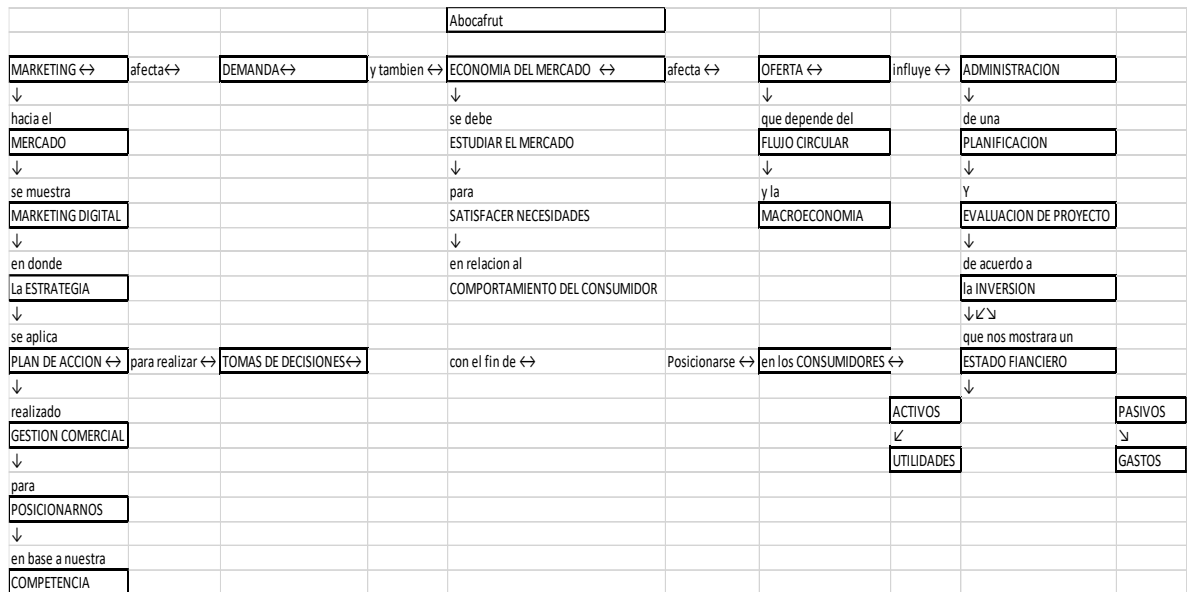 Abocafrut
MARKETING ↔ afecta↔ DEMANDA↔ y tambien ↔ ECONOMIA DEL MERCADO ↔ afecta ↔ OFERTA ↔ influye ↔ ADMINISTRACION
↓ ↓ ↓ ↓
hacia el se debe que depende del de una
MERCADO ESTUDIAR EL MERCADO FLUJO CIRCULAR PLANIFICACION
↓ ↓ ↓ ↓
se muestra para y la Y
MARKETING DIGITAL SATISFACER NECESIDADES MACROECONOMIA EVALUACION DE PROYECTO
↓ ↓ ↓
en donde en relacion al de acuerdo a
La ESTRATEGIA COMPORTAMIENTO DEL CONSUMIDOR la INVERSION
↓ ↓↙↘
se aplica que nos mostrara un
PLAN DE ACCION ↔ para realizar ↔ TOMAS DE DECISIONES↔ con el fin de ↔ Posicionarse ↔ en los CONSUMIDORES ↔ ESTADO FIANCIERO
↓ ↓
realizado ACTIVOS PASIVOS
GESTION COMERCIAL ↙ ↘
↓ UTILIDADES GASTOS
para
POSICIONARNOS
↓
en base a nuestra
COMPETENCIA